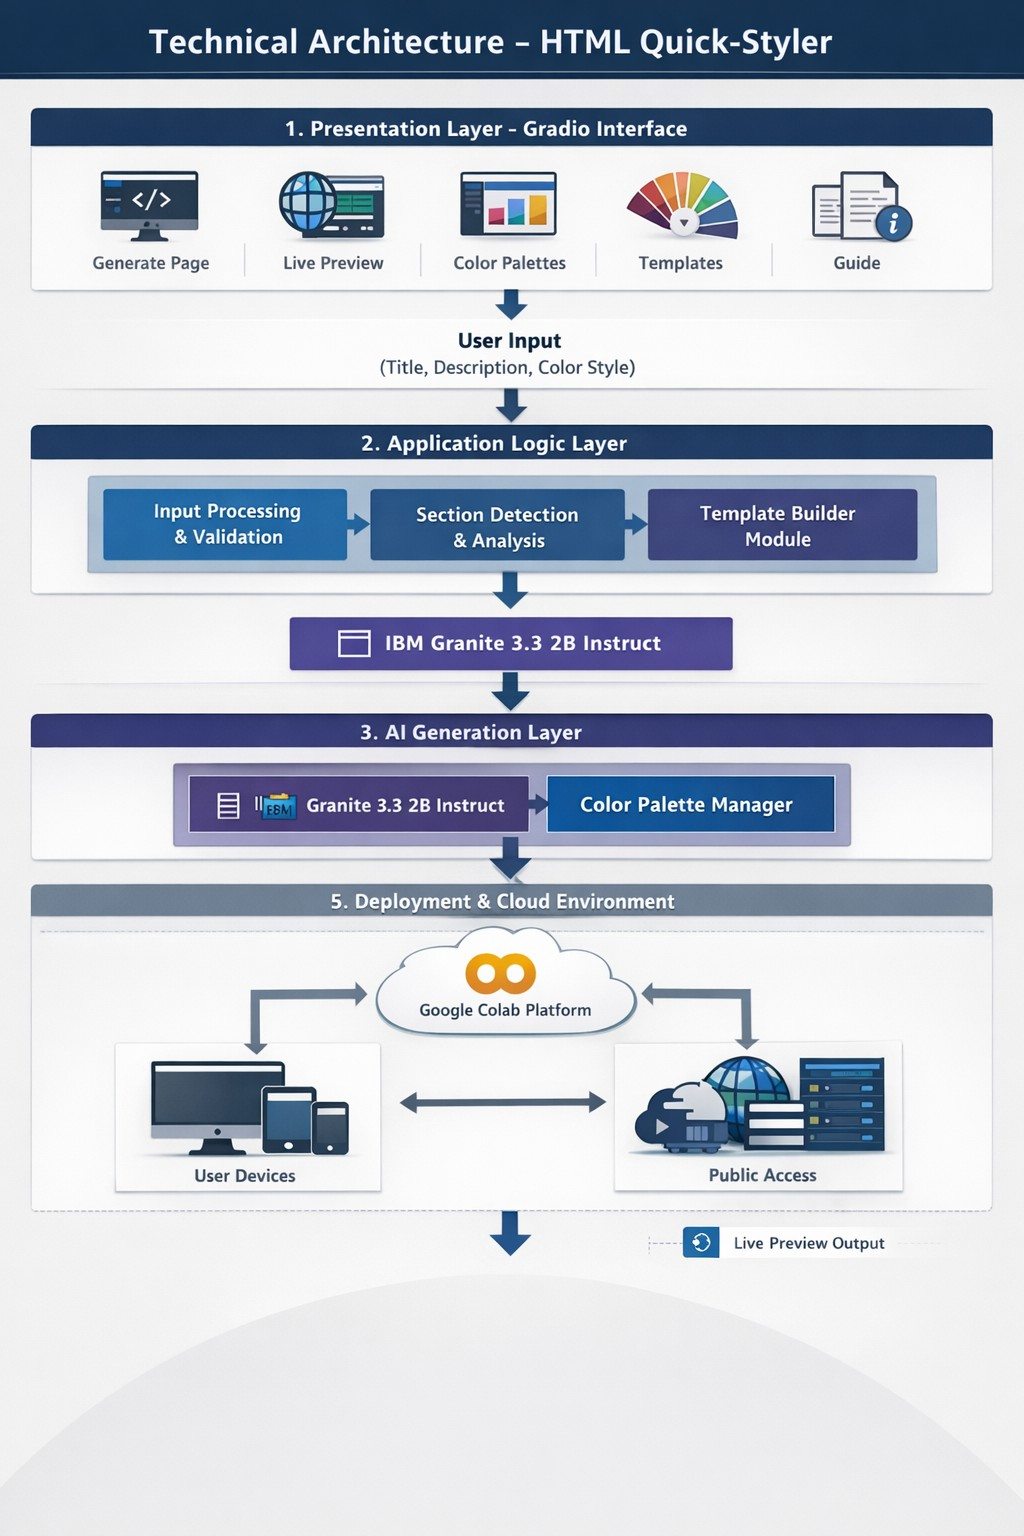 Technical Architecture – HTML Quick-Styler
1. Presentation Layer - Gradio Interface
</>
Generate Page
Live Preview
Color Palettes
Templates
i
Guide
User Input
(Title, Description, Color Style)
2. Application Logic Layer
Input Processing
& Validation
Section Detection
& Analysis
Template Builder
Module
IBM Granite 3.3 2B Instruct
3. AI Generation Layer
Granite 3.3 2B Instruct
Color Palette Manager
5. Deployment & Cloud Environment
Google Colab Platform
User Devices
Public Access
Live Preview Output